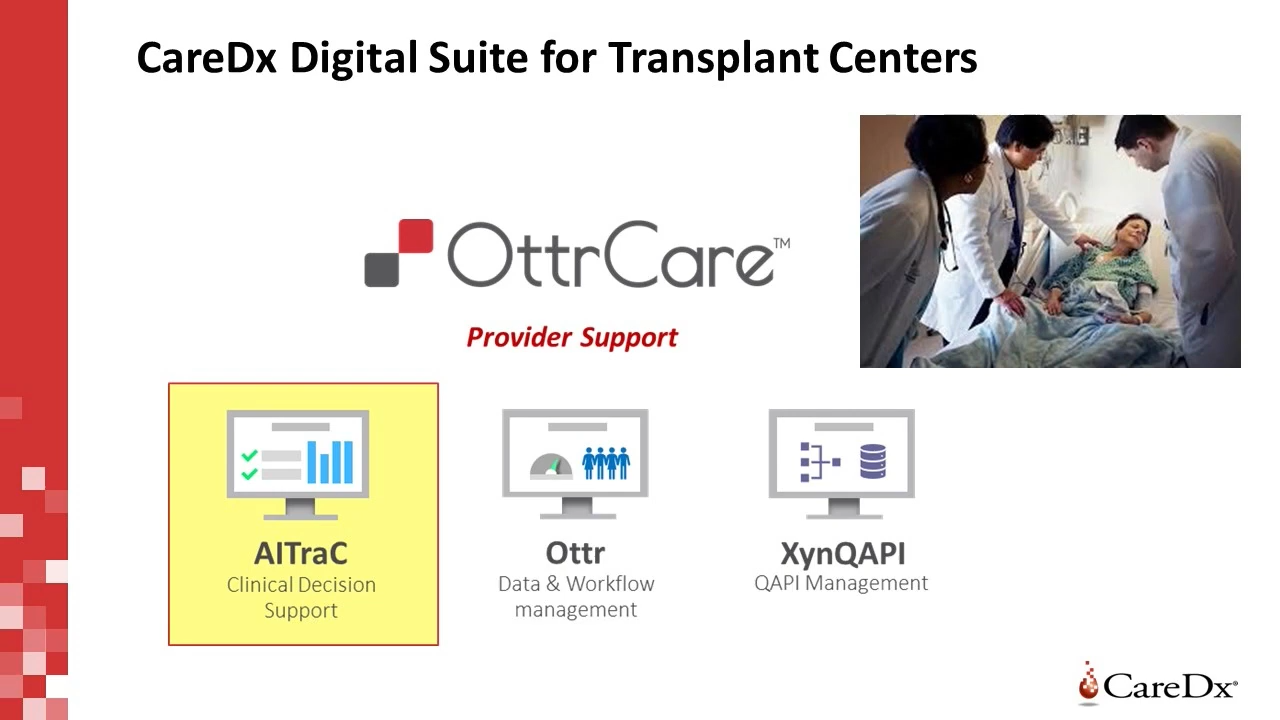 CareDx Digital Suite for Transplant Centers
OttrCare™
Provider Support
AITraC
Clinical Decision
Support
Ottr
Data & Workflow
management
XynQAPI
QAPI Management
CareDx®